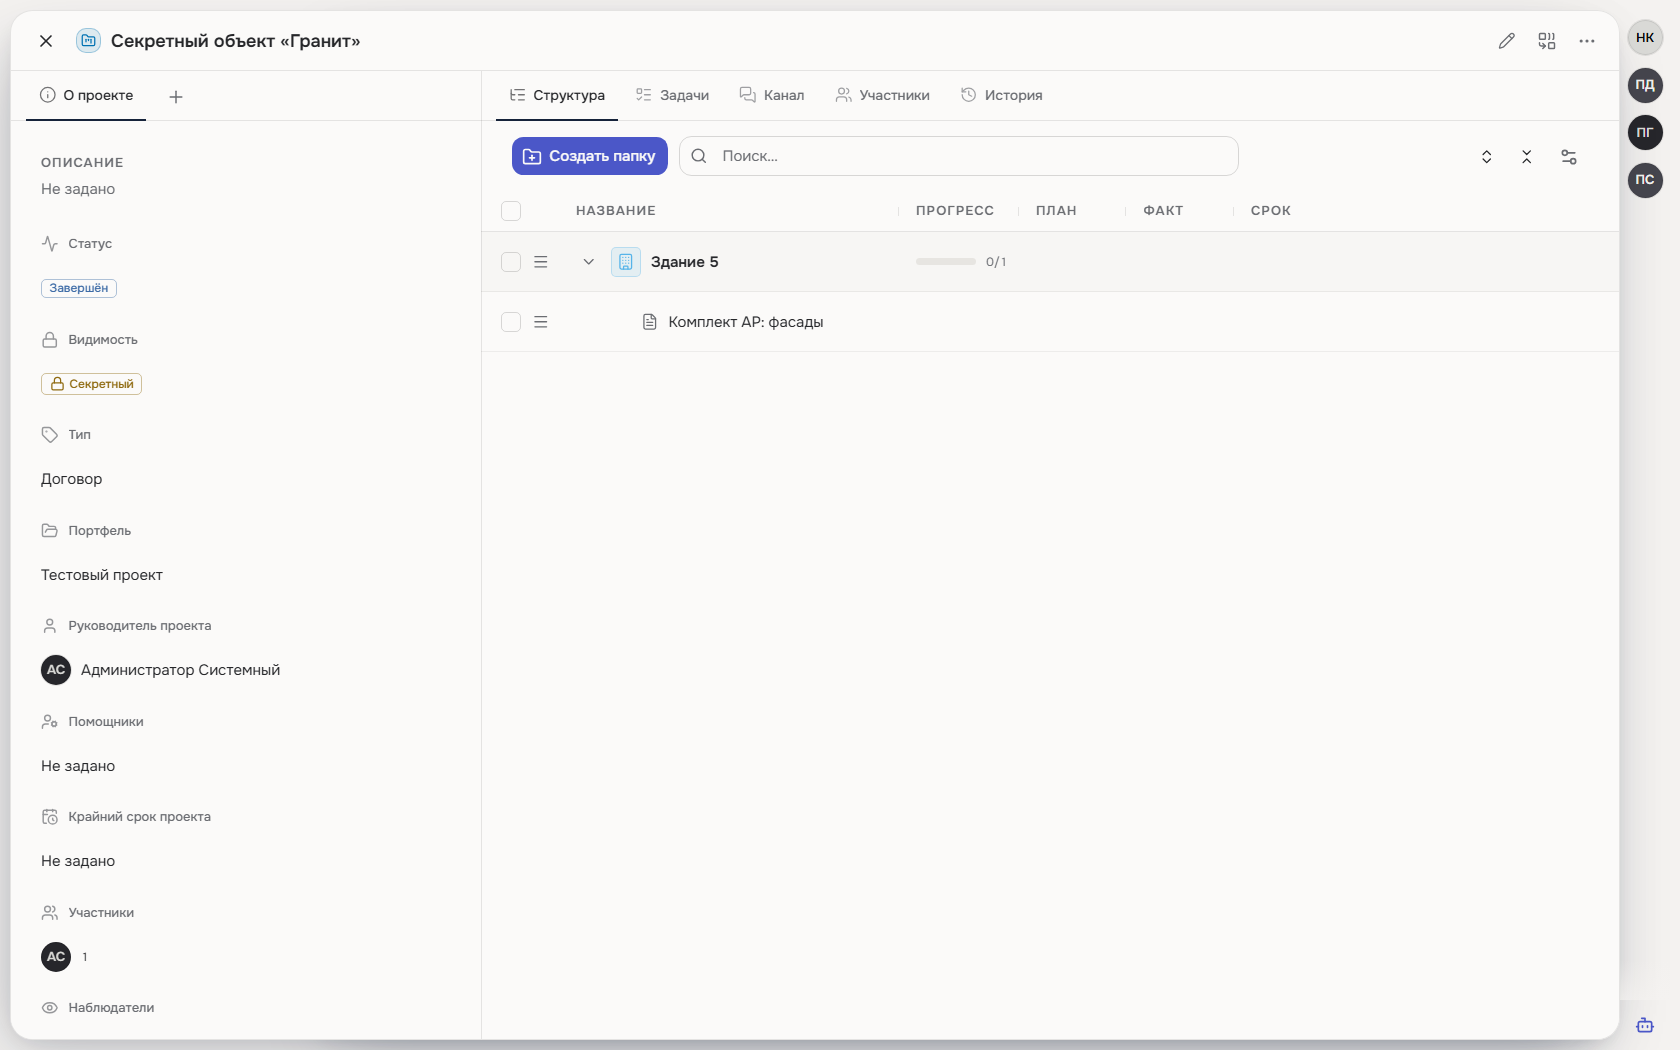 Секретный объект «Гранит»
НК
ПД
ПГ
ПС
О проекте
Структура
Задачи
Канал
Участники
История
ОПИСАНИЕ
Не задано
Статус
Завершён
Видимость
Секретный
Тип
Договор
Портфель
Тестовый проект
Руководитель проекта
АС Администратор Системный
Помощники
Не задано
Крайний срок проекта
Не задано
Участники
АС 1
Наблюдатели
Создать папку
Поиск...
НАЗВАНИЕ ПРОГРЕСС ПЛАН ФАКТ СРОК
Здание 5 0/1
Комплект АР: фасады